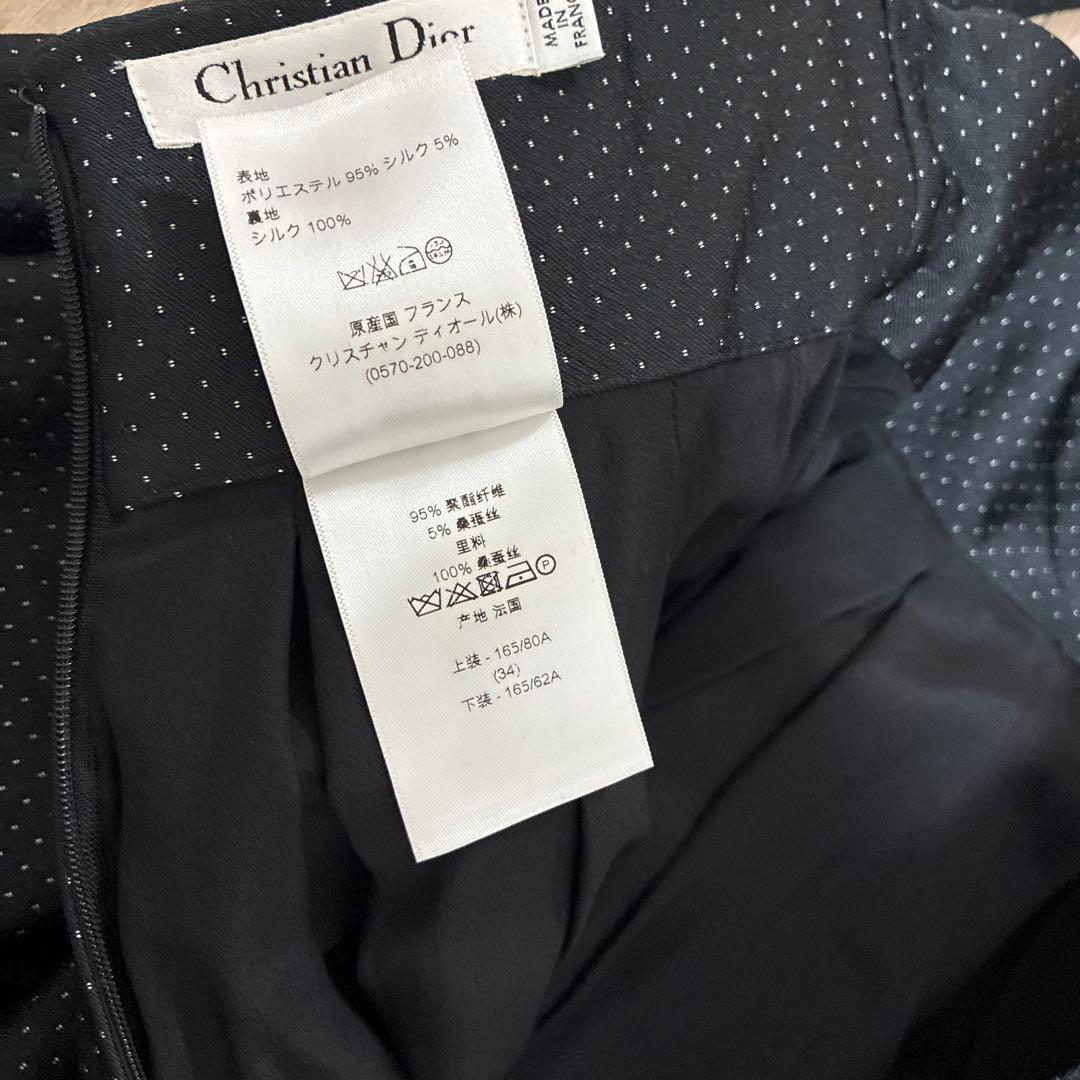 Christian Dior
MADE
IN
FRANC
表地
ポリエステル 95% シルク 5%
裏地
シルク 100%
原産国 フランス
クリスチャン ディオール(株)
(0570-200-088)
95% 聚酯纤维
5% 桑蚕丝
里料
100% 桑蚕丝
P
产地 法国
上装 - 165/80A
(34)
下装 - 165/62A